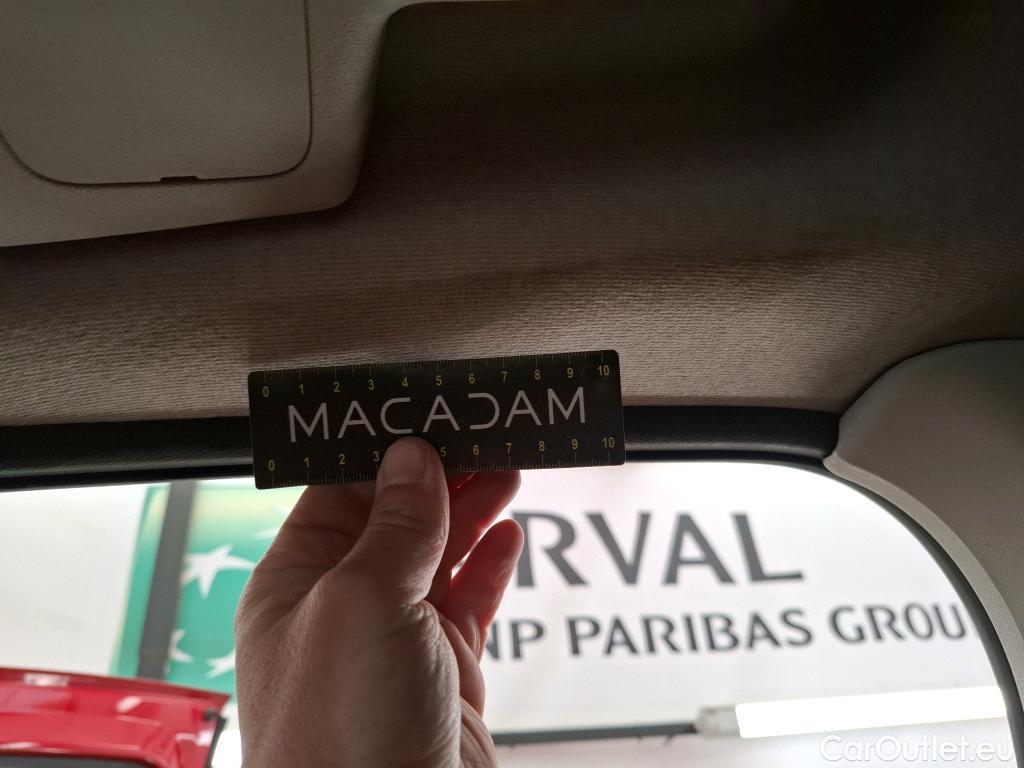 0 1 2 3 4 5 6 7 8 9 10
MACADAM
0 1 2 3 5 6 7 8 9 10
RVAL
NP PARIBAS GROU
CarOutlet.eu